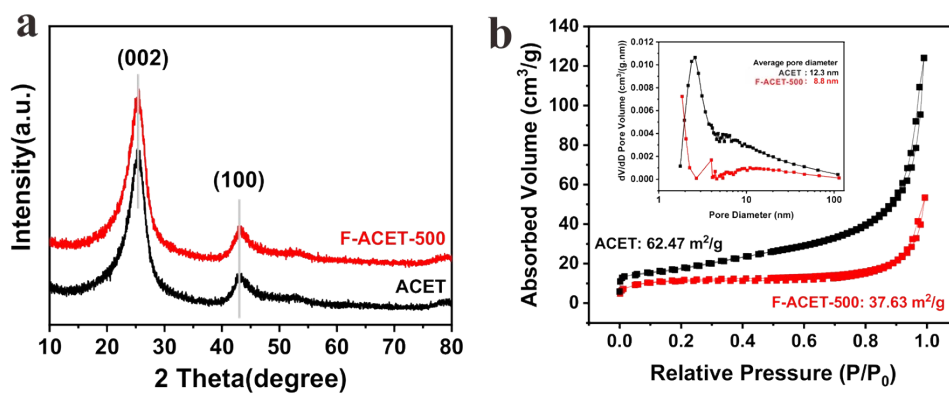 a
(002)
(100)
F-ACET-500
ACET
Intensity(a.u.)
10 20 30 40 50 60 70 80
2 Theta(degree)
b
140
120
100
80
60
40
20
0
Absorbed Volume (cm³/g)
0.012
0.010
0.008
0.006
0.004
0.002
0.000
dV/dD Pore Volume (cm³/(g.nm))
Average pore diameter
ACET : 12.3 nm
F-ACET-500 : 8.8 nm
1 10 100
Pore Diameter (nm)
ACET: 62.47 m²/g
F-ACET-500: 37.63 m²/g
0.0 0.2 0.4 0.6 0.8 1.0
Relative Pressure (P/P₀)